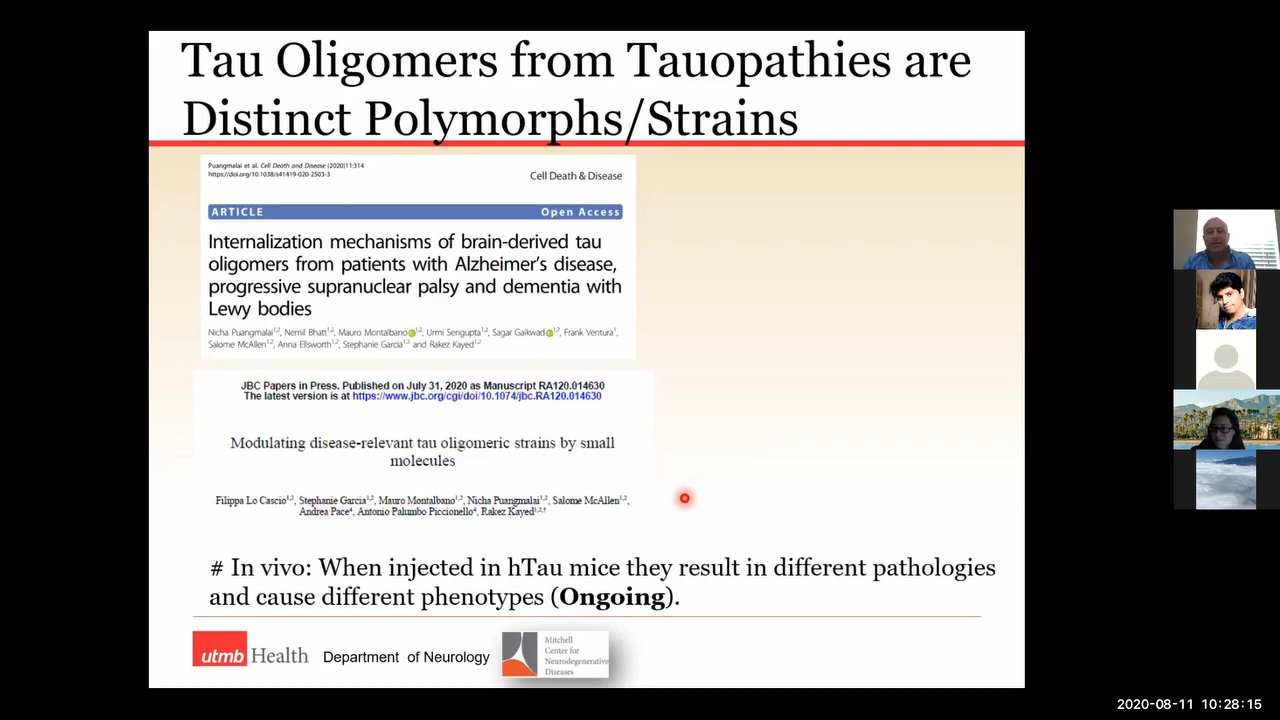 Tau Oligomers from Tauopathies are
Distinct Polymorphs/Strains
Puangmalai et al. Cell Death and Disease (2020) 11:314
https://doi.org/10.1038/s41419-020-2503-3
Cell Death & Disease
ARTICLE Open Access
Internalization mechanisms of brain-derived tau
oligomers from patients with Alzheimer's disease,
progressive supranuclear palsy and dementia with
Lewy bodies
Nicha Puangmalai1,2, Nemil Bhatt1,2, Mauro Montalbano1,2, Urmi Sengupta1,2, Sagar Gaikwad1,2, Frank Ventura1,
Salome McAllen1,2, Anna Ellsworth1,2, Stephanie Garcia1,2 and Rakez Kayed1,2
JBC Papers in Press. Published on July 31, 2020 as Manuscript RA120.014630
The latest version is at https://www.jbc.org/cgi/doi/10.1074/jbc.RA120.014630
Modulating disease-relevant tau oligomeric strains by small
molecules
Filippa Lo Cascio1,2, Stephanie Garcia1,2, Mauro Montalbano1,2, Nicha Puangmalai1,2, Salome McAllen1,2,
Andrea Pace4, Antonio Palumbo Piccionello4, Rakez Kayed1,2,†
# In vivo: When injected in hTau mice they result in different pathologies
and cause different phenotypes (Ongoing).
utmb Health
Department of Neurology
Mitchell
Center for
Neurodegenerative
Diseases
2020-08-11 10:28:15